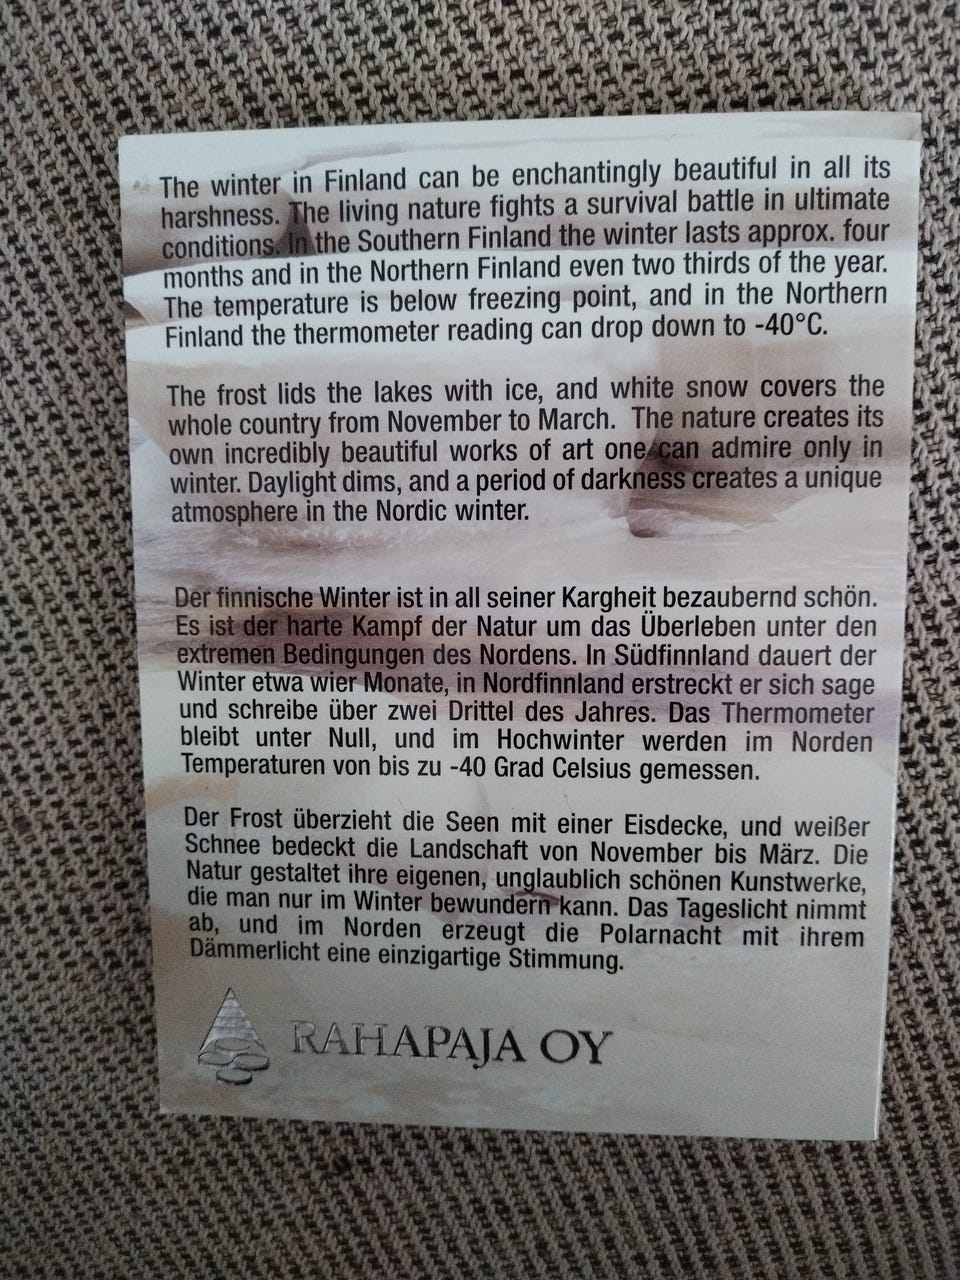 The winter in Finland can be enchantingly beautiful in all its
harshness. The living nature fights a survival battle in ultimate
conditions. In the Southern Finland the winter lasts approx. four
months and in the Northern Finland even two thirds of the year.
The temperature is below freezing point, and in the Northern
Finland the thermometer reading can drop down to -40°C.
The frost lids the lakes with ice, and white snow covers the
whole country from November to March. The nature creates its
own incredibly beautiful works of art one can admire only in
winter. Daylight dims, and a period of darkness creates a unique
atmosphere in the Nordic winter.
Der finnische Winter ist in all seiner Kargheit bezaubernd schön.
Es ist der harte Kampf der Natur um das Überleben unter den
extremen Bedingungen des Nordens. In Südfinnland dauert der
Winter etwa wier Monate, in Nordfinnland erstreckt er sich sage
und schreibe über zwei Drittel des Jahres. Das Thermometer
bleibt unter Null, und im Hochwinter werden im Norden
Temperaturen von bis zu -40 Grad Celsius gemessen.
Der Frost überzieht die Seen mit einer Eisdecke, und weißer
Schnee bedeckt die Landschaft von November bis März. Die
Natur gestaltet ihre eigenen, unglaublich schönen Kunstwerke,
die man nur im Winter bewundern kann. Das Tageslicht nimmt
ab, und im Norden erzeugt die Polarnacht mit ihrem
Dämmerlicht eine einzigartige Stimmung.
RAHAPAJA OY